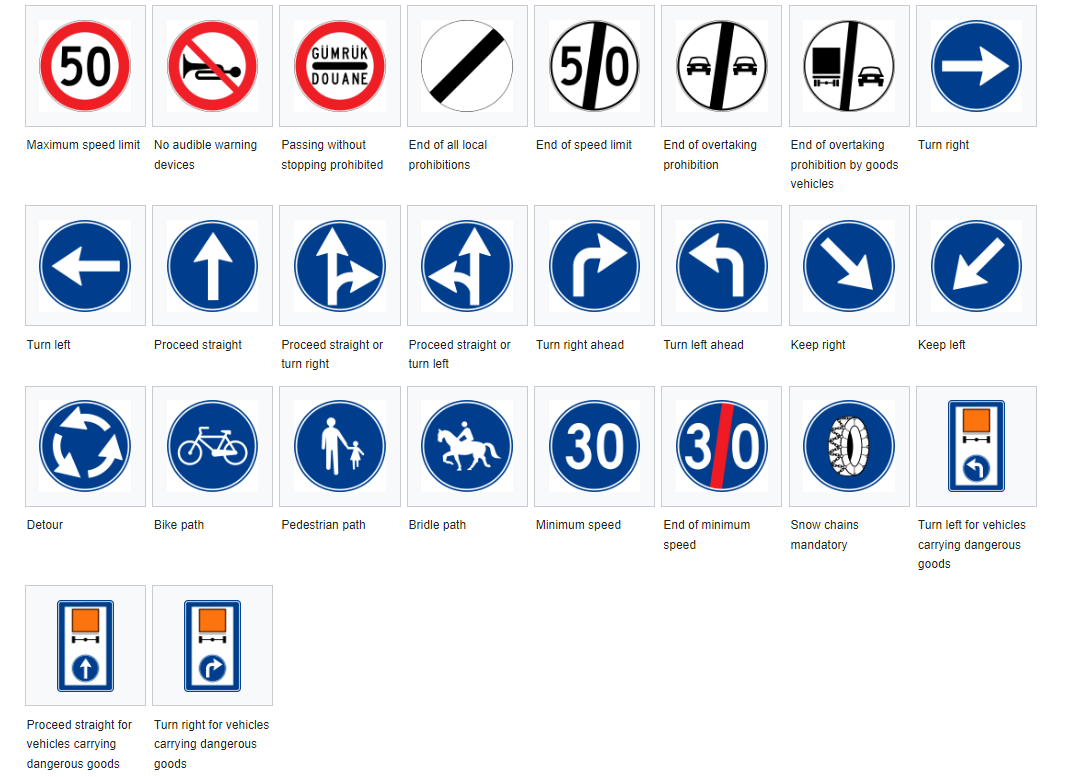 50
GÜMRÜK
DOUANE
50
Maximum speed limit
No audible warning
devices
Passing without
stopping prohibited
End of all local
prohibitions
End of speed limit
End of overtaking
prohibition
End of overtaking
prohibition by goods
vehicles
Turn right
Turn left
Proceed straight
Proceed straight or
turn right
Proceed straight or
turn left
Turn right ahead
Turn left ahead
Keep right
Keep left
30
30
Detour
Bike path
Pedestrian path
Bridle path
Minimum speed
End of minimum
speed
Snow chains
mandatory
Turn left for vehicles
carrying dangerous
goods
Proceed straight for
vehicles carrying
dangerous goods
Turn right for vehicles
carrying dangerous
goods